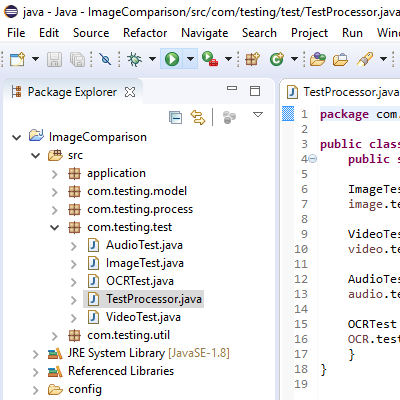 java - Java - ImageComparison/src/com/testing/test/TestProcessor.java
File Edit Source Refactor Navigate Search Project Run Win
Package Explorer
ImageComparison
src
application
com.testing.model
com.testing.process
com.testing.test
AudioTest.java
ImageTest.java
OCRTest.java
TestProcessor.java
VideoTest.java
com.testing.util
JRE System Library [JavaSE-1.8]
Referenced Libraries
config
TestProcessor.java
1 package com.
2
3 public class
4 public s
5
6 ImageTes
7 image.te
8
9 VideoTes
10 video.te
11
12 AudioTes
13 audio.te
14
15 OCRTest
16 OCR.test
17 }
18 }
19